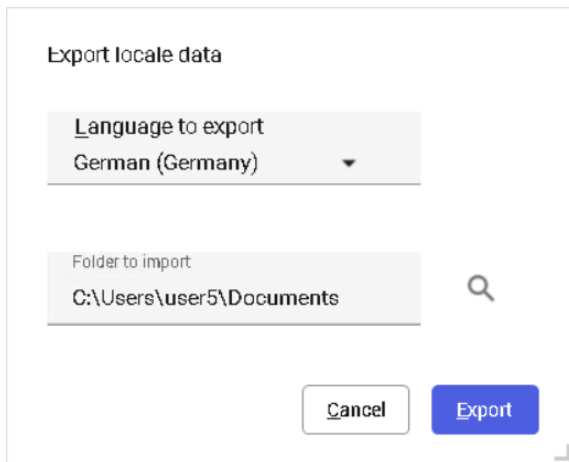 Export locale data
Language to export
German (Germany)
Folder to import
C:\Users\user5\Documents
Cancel
Export